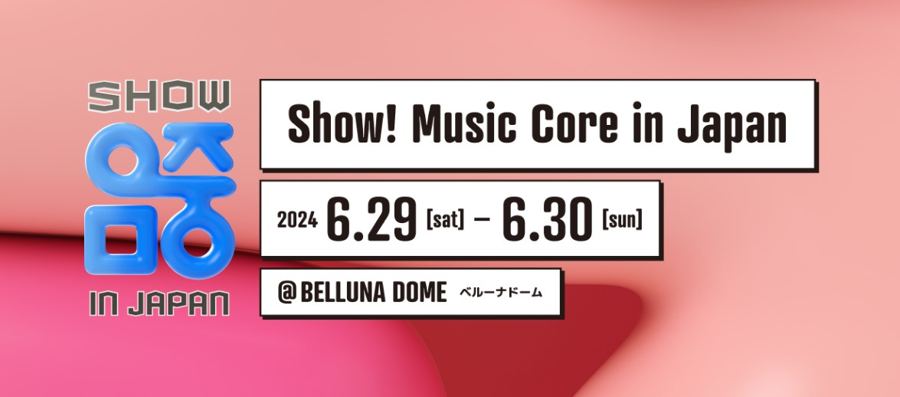 SHOW
음중
IN JAPAN
Show! Music Core in Japan
2024 6.29 [sat] – 6.30 [sun]
@BELLUNA DOME ベルーナドーム